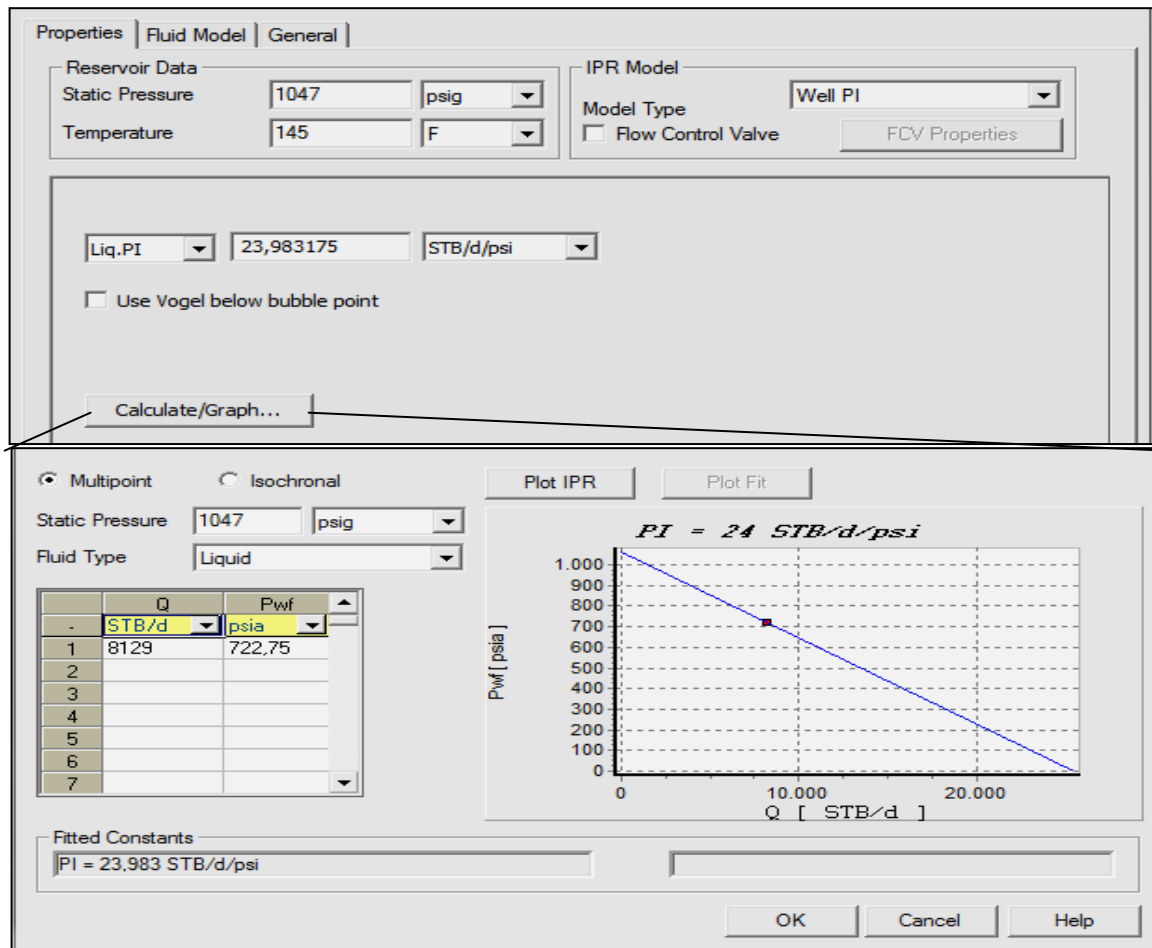 Properties Fluid Model General
Reservoir Data
Static Pressure 1047 psig
Temperature 145 F
IPR Model
Model Type Well PI
Flow Control Valve FCV Properties
Liq.PI 23,983175 STB/d/psi
Use Vogel below bubble point
Calculate/Graph...
Multipoint Isochronal
Static Pressure 1047 psig
Fluid Type Liquid
Q Pwf
- STB/d psia
1 8129 722,75
2
3
4
5
6
7
Plot IPR Plot Fit
PI = 24 STB/d/psi
Pwf [ psia ]
1.000
900
800
700
600
500
400
300
200
100
0
0 10.000 20.000
Q [ STB/d ]
Fitted Constants
PI = 23,983 STB/d/psi
OK Cancel Help